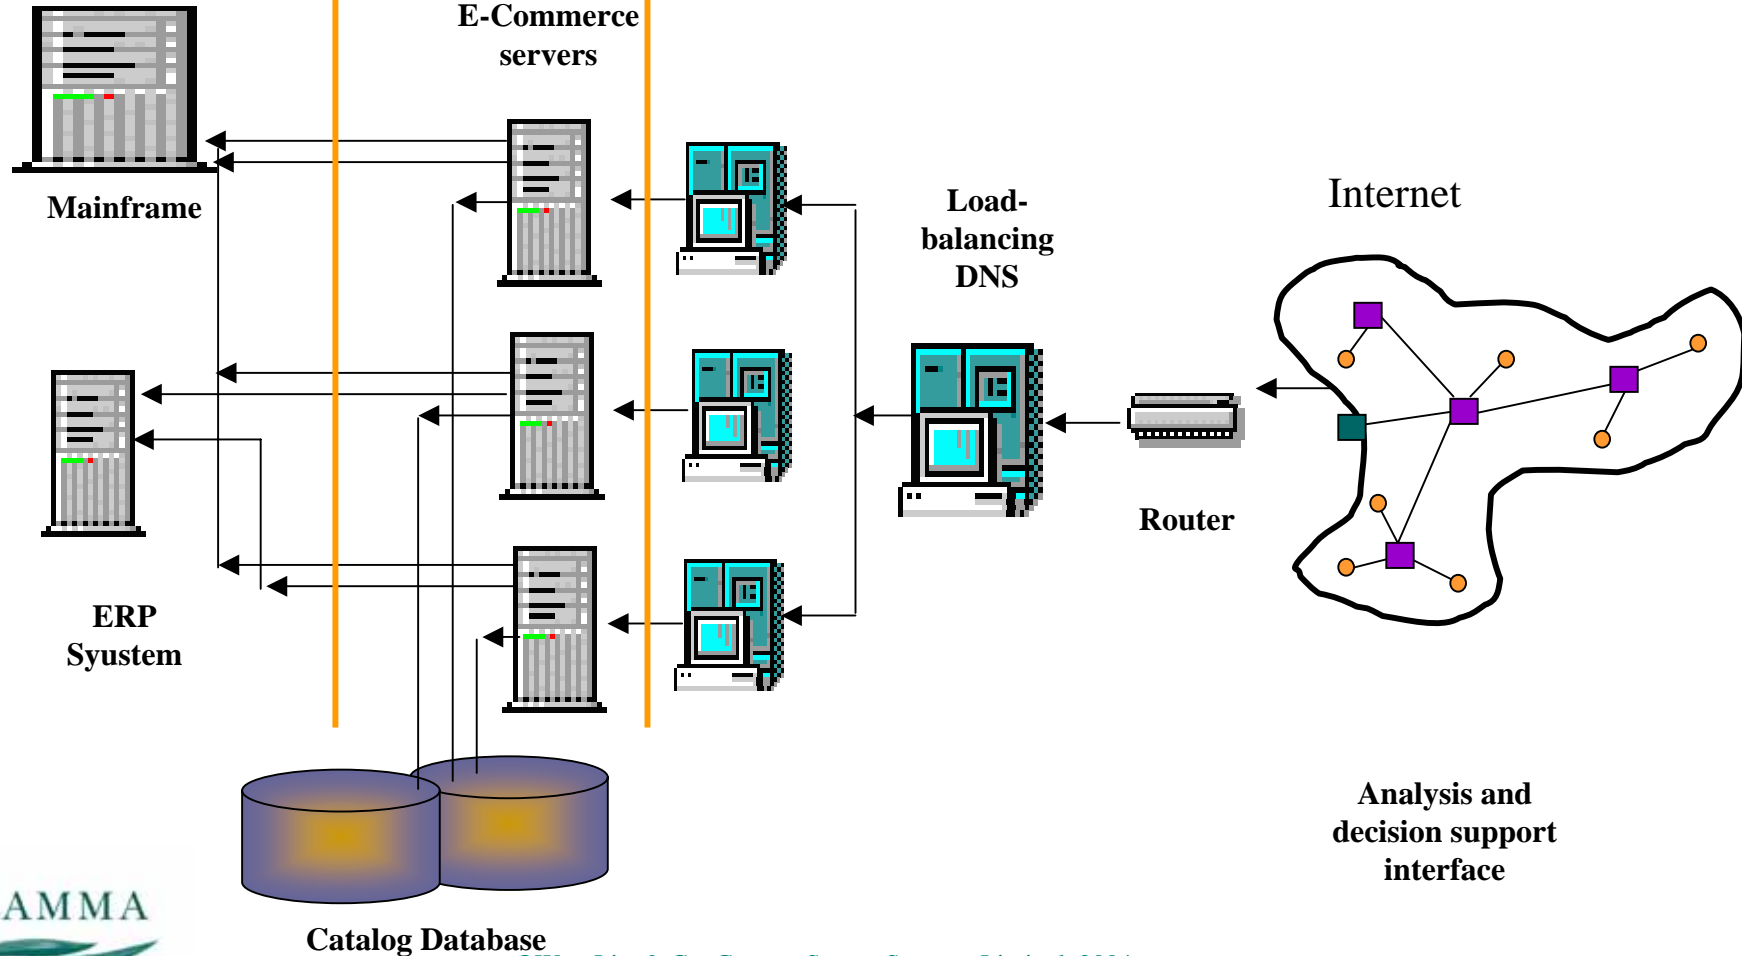 E-Commerce
servers
Mainframe
Load-
balancing
DNS
Internet
Router
ERP
Syustem
Analysis and
decision support
interface
AMMA
Catalog Database